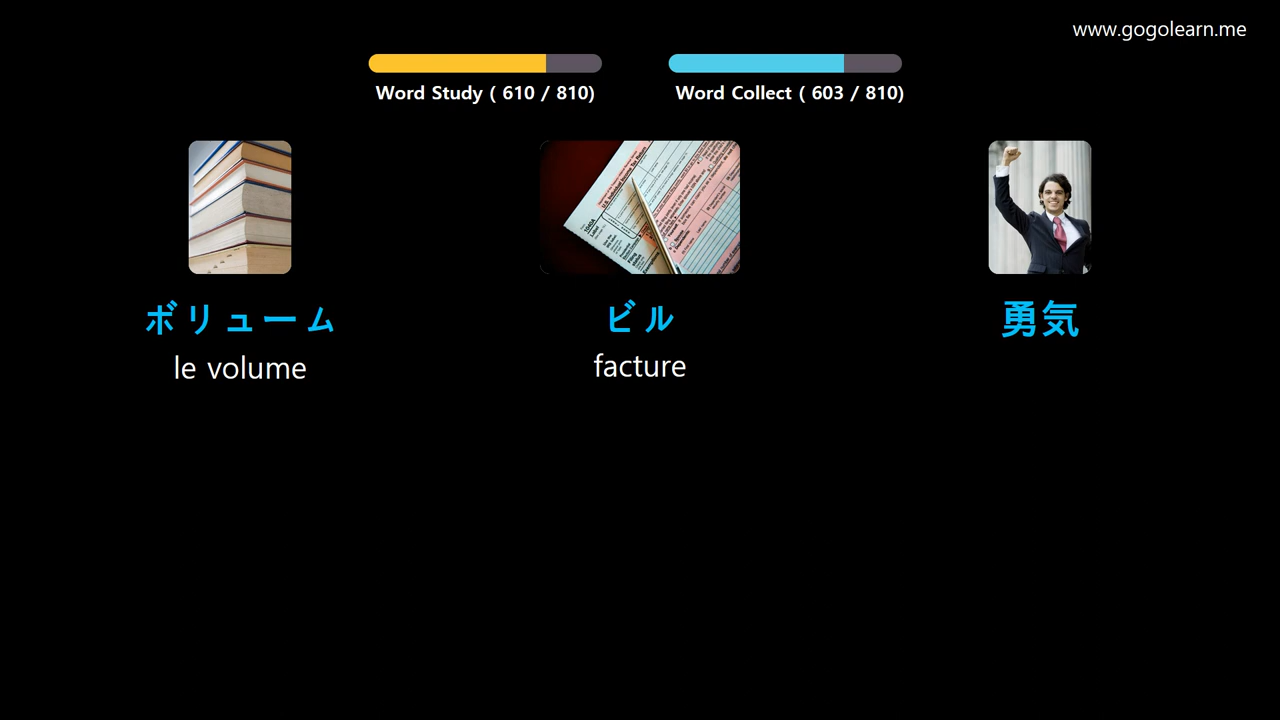 www.gogolearn.me
Word Study ( 610 / 810)
Word Collect ( 603 / 810)
ボリューム
ビル
勇気
le volume
facture